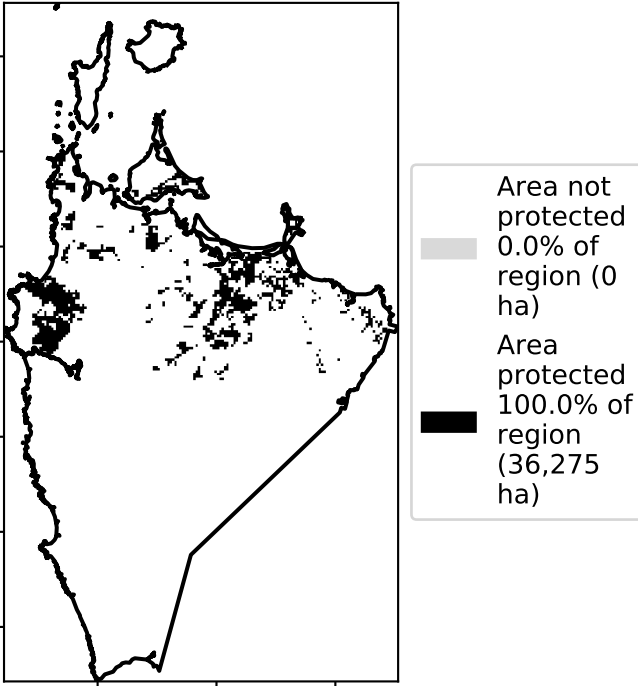 Area not
protected
0.0% of
region (0
ha)
Area
protected
100.0% of
region
(36,275
ha)